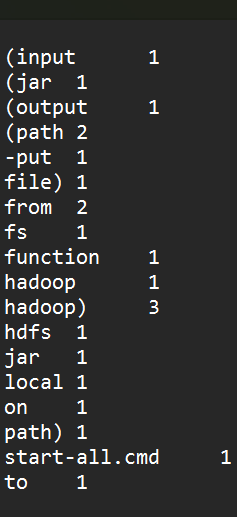 (input	1
(jar	1
(output	1
(path	2
-put	1
file)	1
from	2
fs	1
function	1
hadoop	1
hadoop)	3
hdfs	1
jar	1
local	1
on	1
path)	1
start-all.cmd	1
to	1